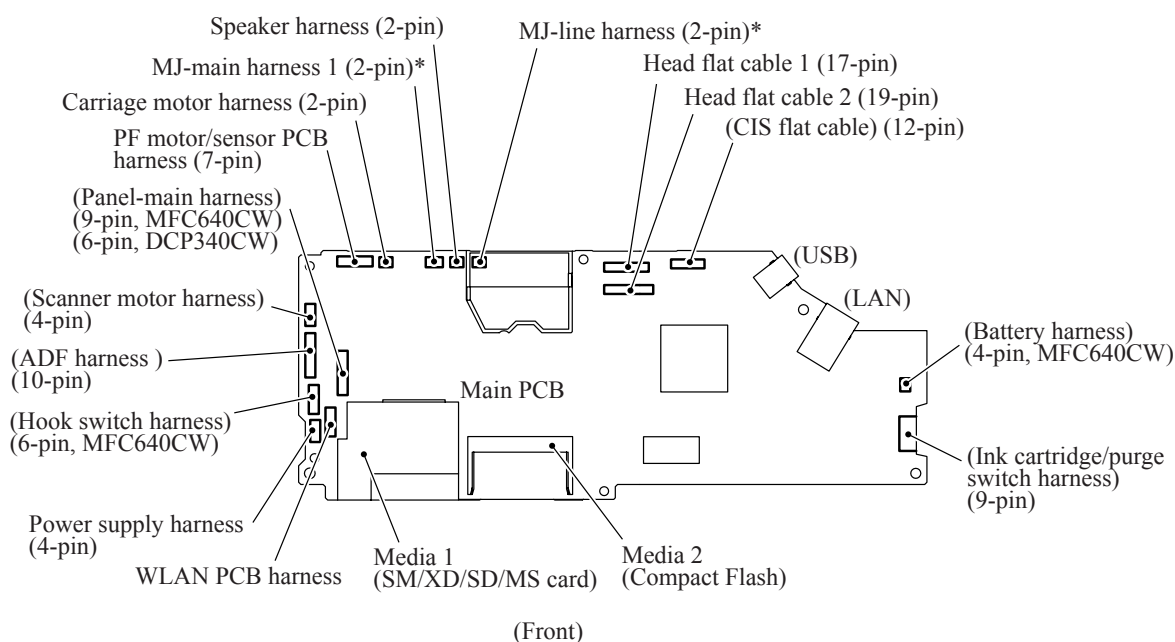 Speaker harness (2-pin)
MJ-line harness (2-pin)*
MJ-main harness 1 (2-pin)*
Head flat cable 1 (17-pin)
Carriage motor harness (2-pin)
Head flat cable 2 (19-pin)
PF motor/sensor PCB
harness (7-pin)
(CIS flat cable) (12-pin)
(Panel-main harness)
(9-pin, MFC640CW)
(6-pin, DCP340CW)
(USB)
(Scanner motor harness)
(4-pin)
(LAN)
(Battery harness)
(4-pin, MFC640CW)
(ADF harness )
(10-pin)
Main PCB
(Hook switch harness)
(6-pin, MFC640CW)
(Ink cartridge/purge
switch harness)
(9-pin)
Power supply harness
(4-pin)
WLAN PCB harness
Media 1
(SM/XD/SD/MS card)
Media 2
(Compact Flash)
(Front)